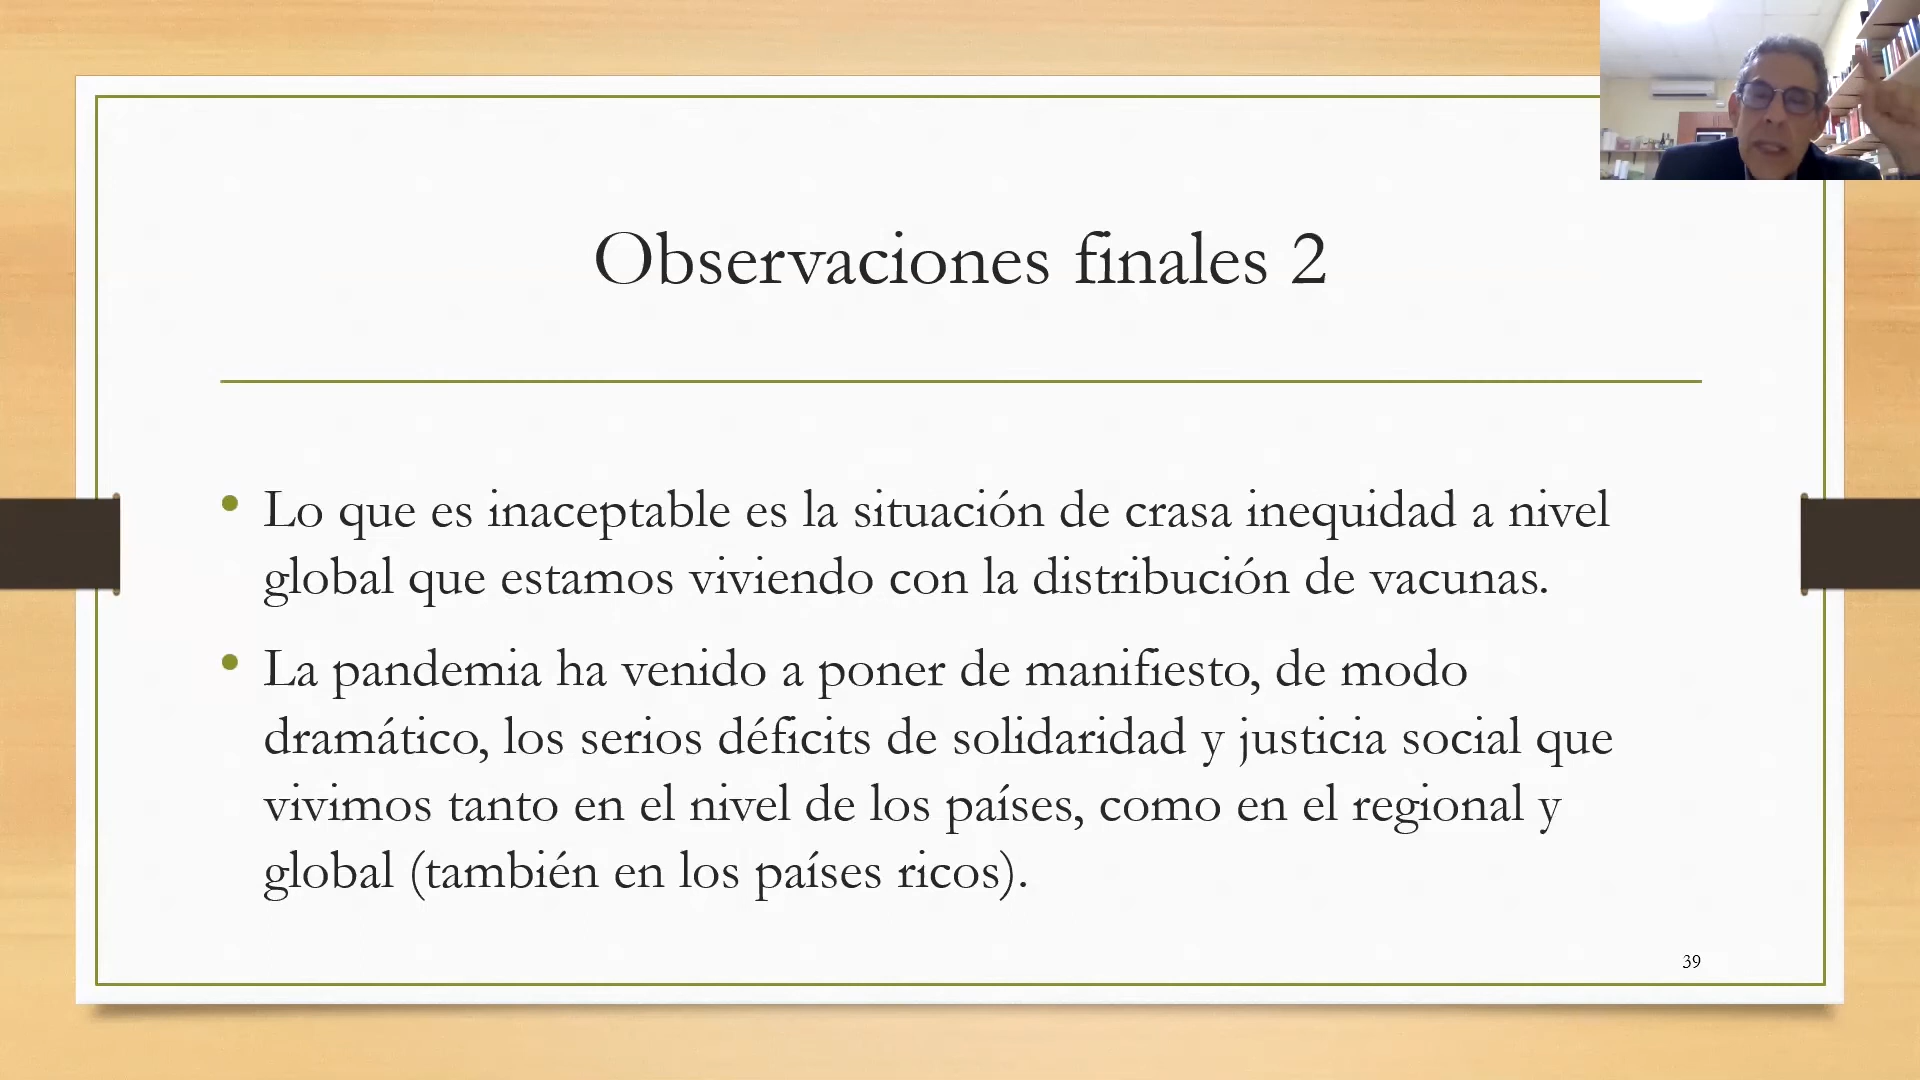 Observaciones finales 2
• Lo que es inaceptable es la situación de crasa inequidad a nivel
global que estamos viviendo con la distribución de vacunas.
• La pandemia ha venido a poner de manifiesto, de modo
dramático, los serios déficits de solidaridad y justicia social que
vivimos tanto en el nivel de los países, como en el regional y
global (también en los países ricos).
39